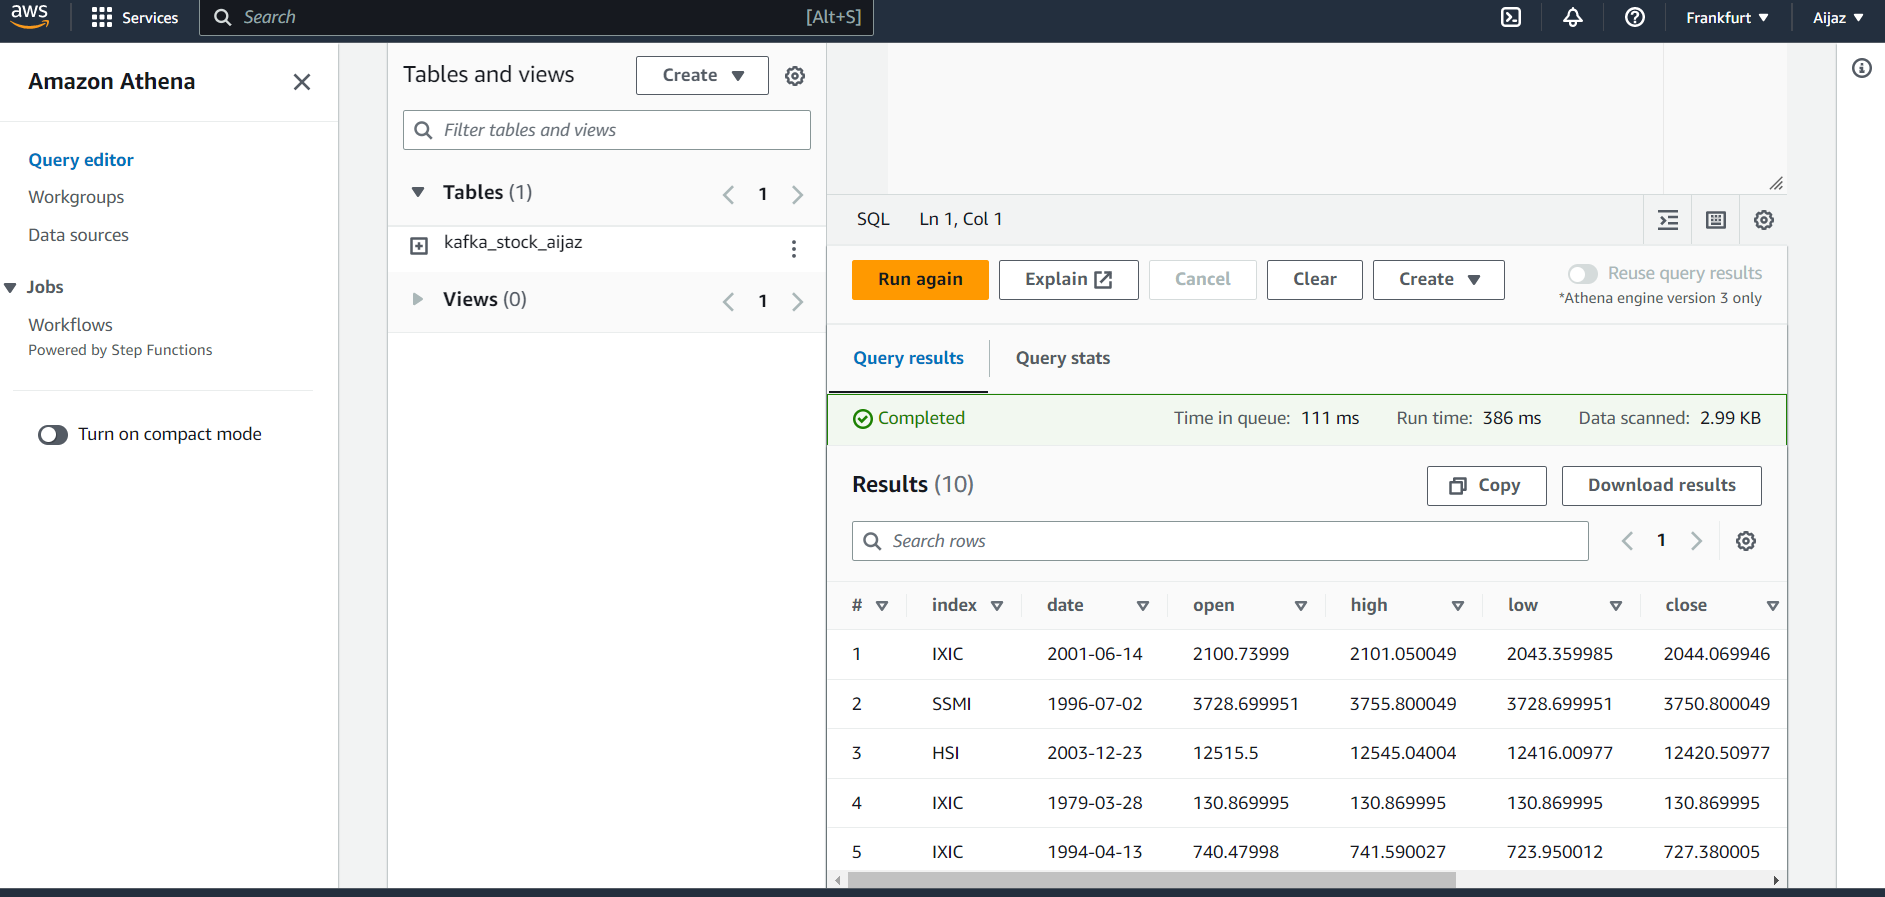 aws Services Search [Alt+S] Frankfurt Aijaz
Amazon Athena
Query editor
Workgroups
Data sources
Jobs
Workflows
Powered by Step Functions
Turn on compact mode
Tables and views Create
Filter tables and views
Tables (1) 1
kafka_stock_aijaz
Views (0) 1
SQL Ln 1, Col 1
Run again Explain Cancel Clear Create Reuse query results
*Athena engine version 3 only
Query results Query stats
Completed Time in queue: 111 ms Run time: 386 ms Data scanned: 2.99 KB
Results (10) Copy Download results
Search rows 1
# index date open high low close
1 IXIC 2001-06-14 2100.73999 2101.050049 2043.359985 2044.069946
2 SSMI 1996-07-02 3728.699951 3755.800049 3728.699951 3750.800049
3 HSI 2003-12-23 12515.5 12545.04004 12416.00977 12420.50977
4 IXIC 1979-03-28 130.869995 130.869995 130.869995 130.869995
5 IXIC 1994-04-13 740.47998 741.590027 723.950012 727.380005